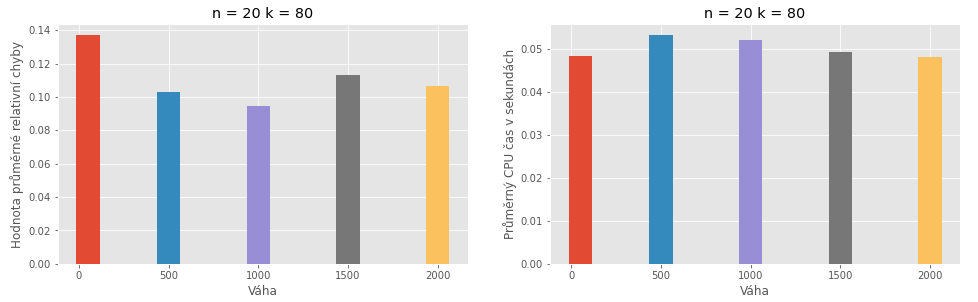 n = 20 k = 80
Hodnota průměrné relativní chyby
0.14
0.12
0.10
0.08
0.06
0.04
0.02
0.00
0 500 1000 1500 2000
Váha
n = 20 k = 80
Průměrný CPU čas v sekundách
0.05
0.04
0.03
0.02
0.01
0.00
0 500 1000 1500 2000
Váha